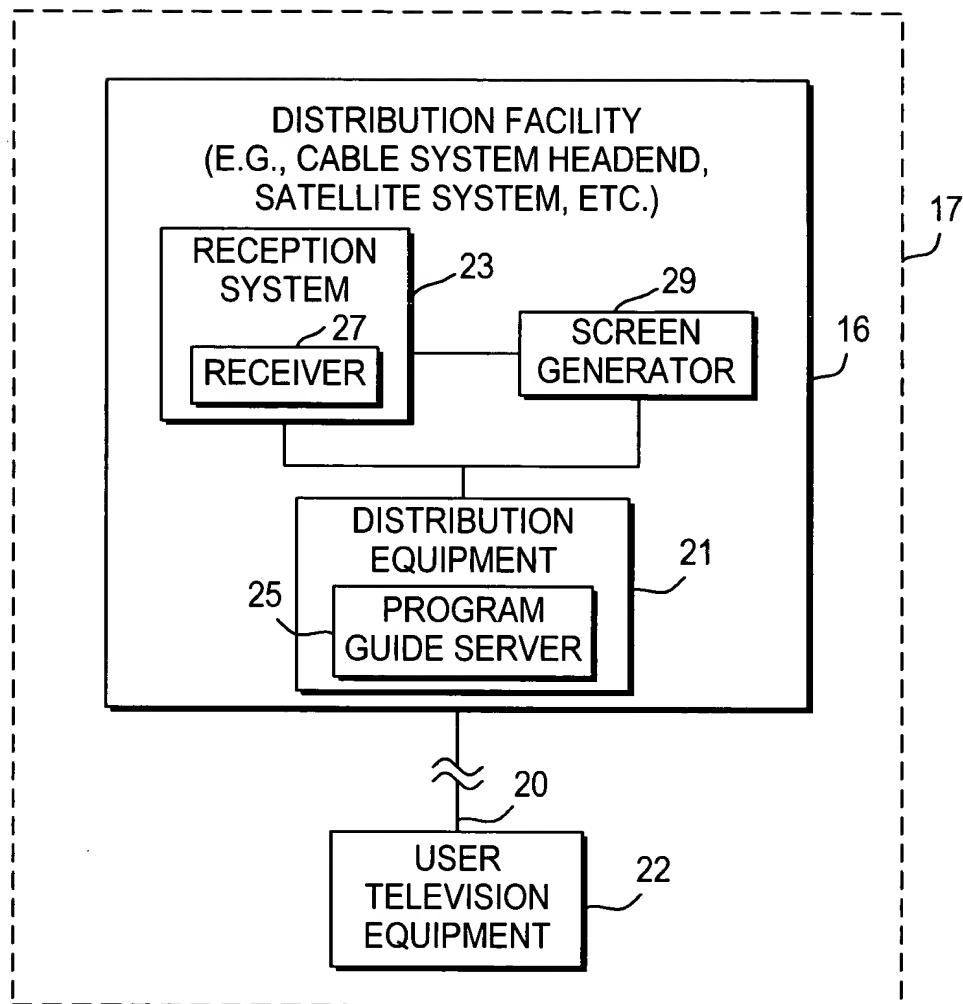 DISTRIBUTION FACILITY
(E.G., CABLE SYSTEM HEADEND,
SATELLITE SYSTEM, ETC.)
17
RECEPTION
SYSTEM
23
29
16
27
RECEIVER
SCREEN
GENERATOR
DISTRIBUTION
EQUIPMENT
21
25
PROGRAM
GUIDE SERVER
20
USER
TELEVISION
EQUIPMENT
22